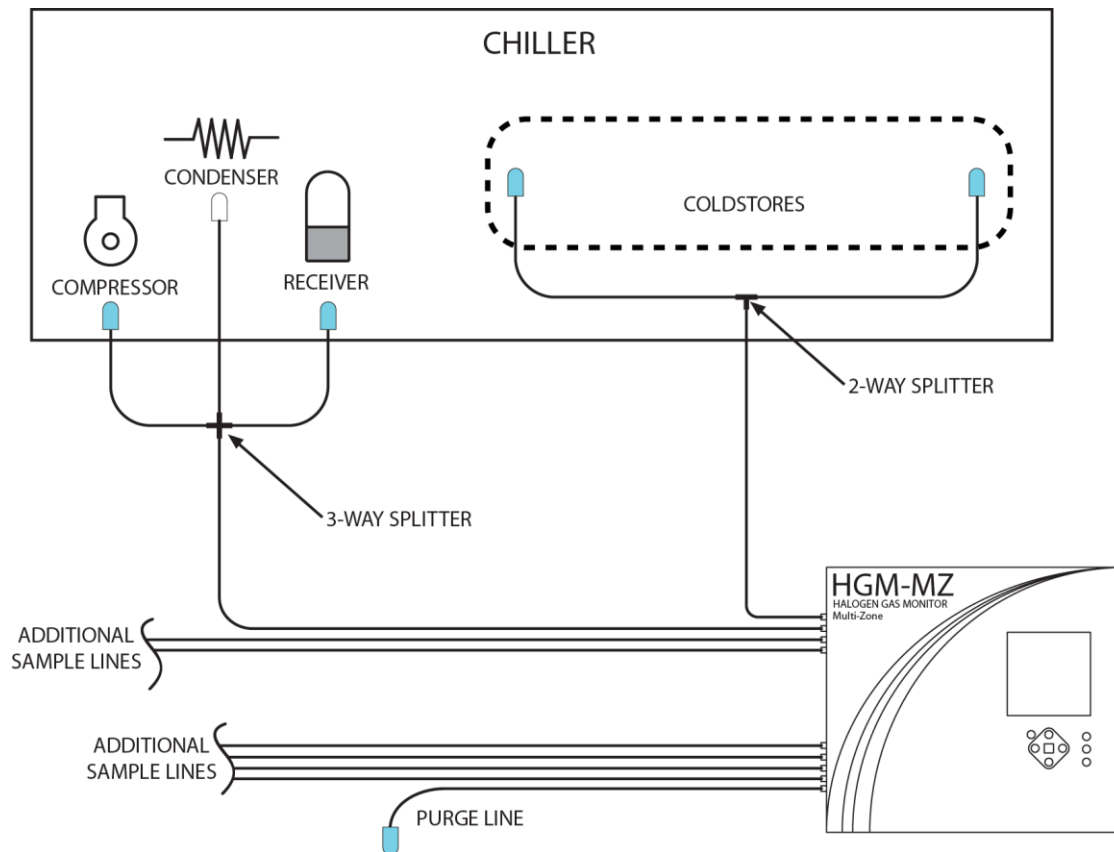 CHILLER
CONDENSER
COLDSTORES
COMPRESSOR
RECEIVER
2-WAY SPLITTER
3-WAY SPLITTER
HGM-MZ
HALOGEN GAS MONITOR
Multi-Zone
ADDITIONAL
SAMPLE LINES
ADDITIONAL
SAMPLE LINES
PURGE LINE